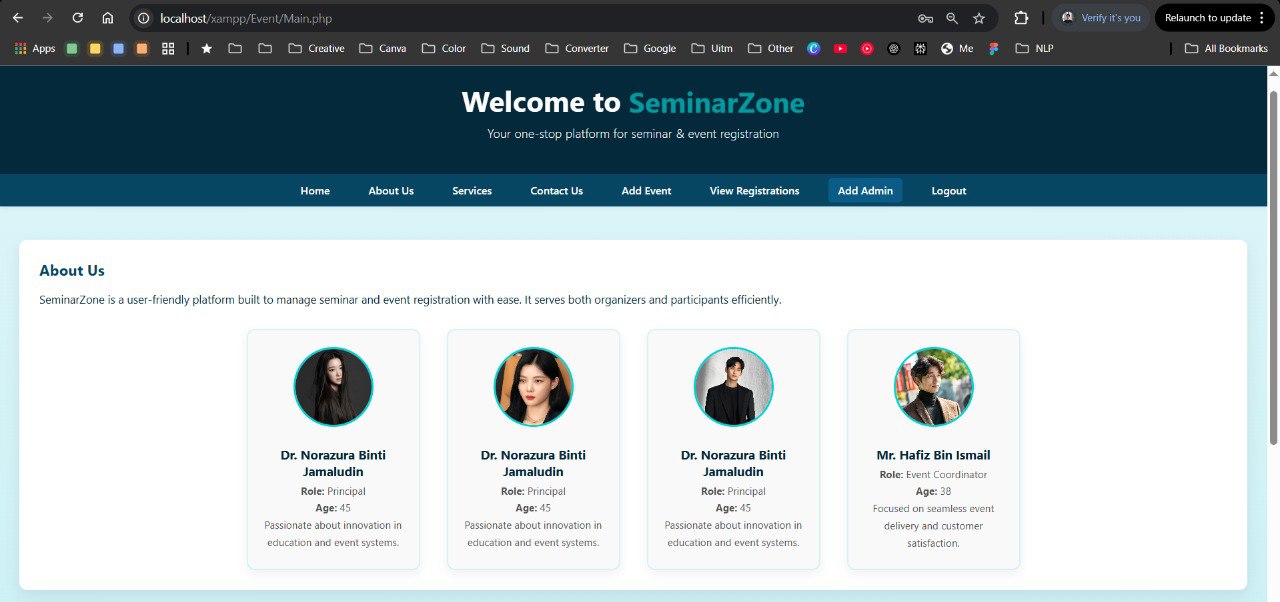 localhost/xampp/Event/Main.php
Verify it's you
Relaunch to update
Apps
Creative
Canva
Color
Sound
Converter
Google
Uitm
Other
Me
NLP
All Bookmarks
Welcome to SeminarZone
Your one-stop platform for seminar & event registration
Home About Us Services Contact Us Add Event View Registrations Add Admin Logout
About Us
SeminarZone is a user-friendly platform built to manage seminar and event registration with ease. It serves both organizers and participants efficiently.
Dr. Norazura Binti
Jamaludin
Role: Principal
Age: 45
Passionate about innovation in
education and event systems.
Dr. Norazura Binti
Jamaludin
Role: Principal
Age: 45
Passionate about innovation in
education and event systems.
Dr. Norazura Binti
Jamaludin
Role: Principal
Age: 45
Passionate about innovation in
education and event systems.
Mr. Hafiz Bin Ismail
Role: Event Coordinator
Age: 38
Focused on seamless event
delivery and customer
satisfaction.